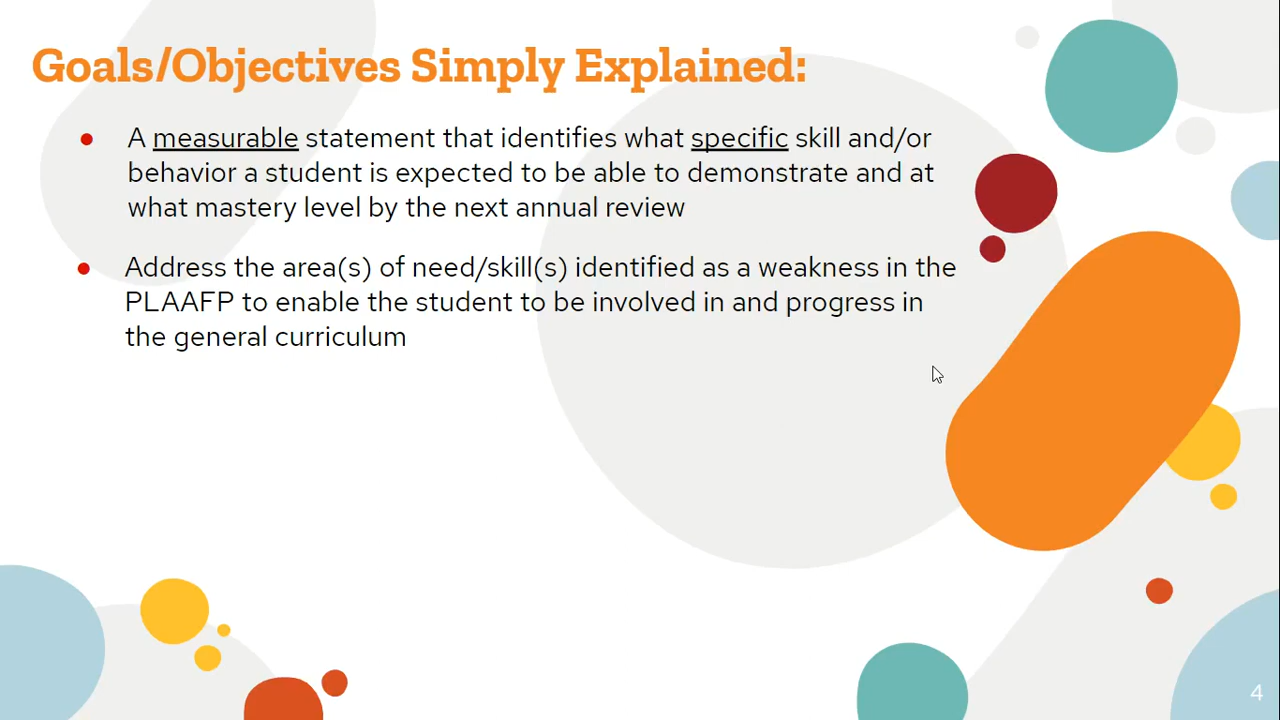 Goals/Objectives Simply Explained:
● A measurable statement that identifies what specific skill and/or
behavior a student is expected to be able to demonstrate and at
what mastery level by the next annual review
● Address the area(s) of need/skill(s) identified as a weakness in the
PLAAFP to enable the student to be involved in and progress in
the general curriculum
4